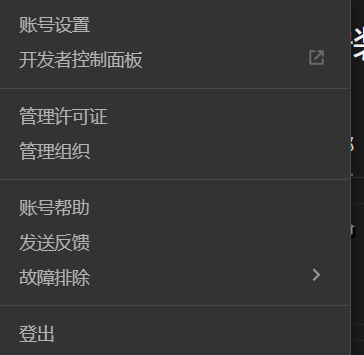 账号设置
开发者控制面板
管理许可证
管理组织
账号帮助
发送反馈
故障排除
登出